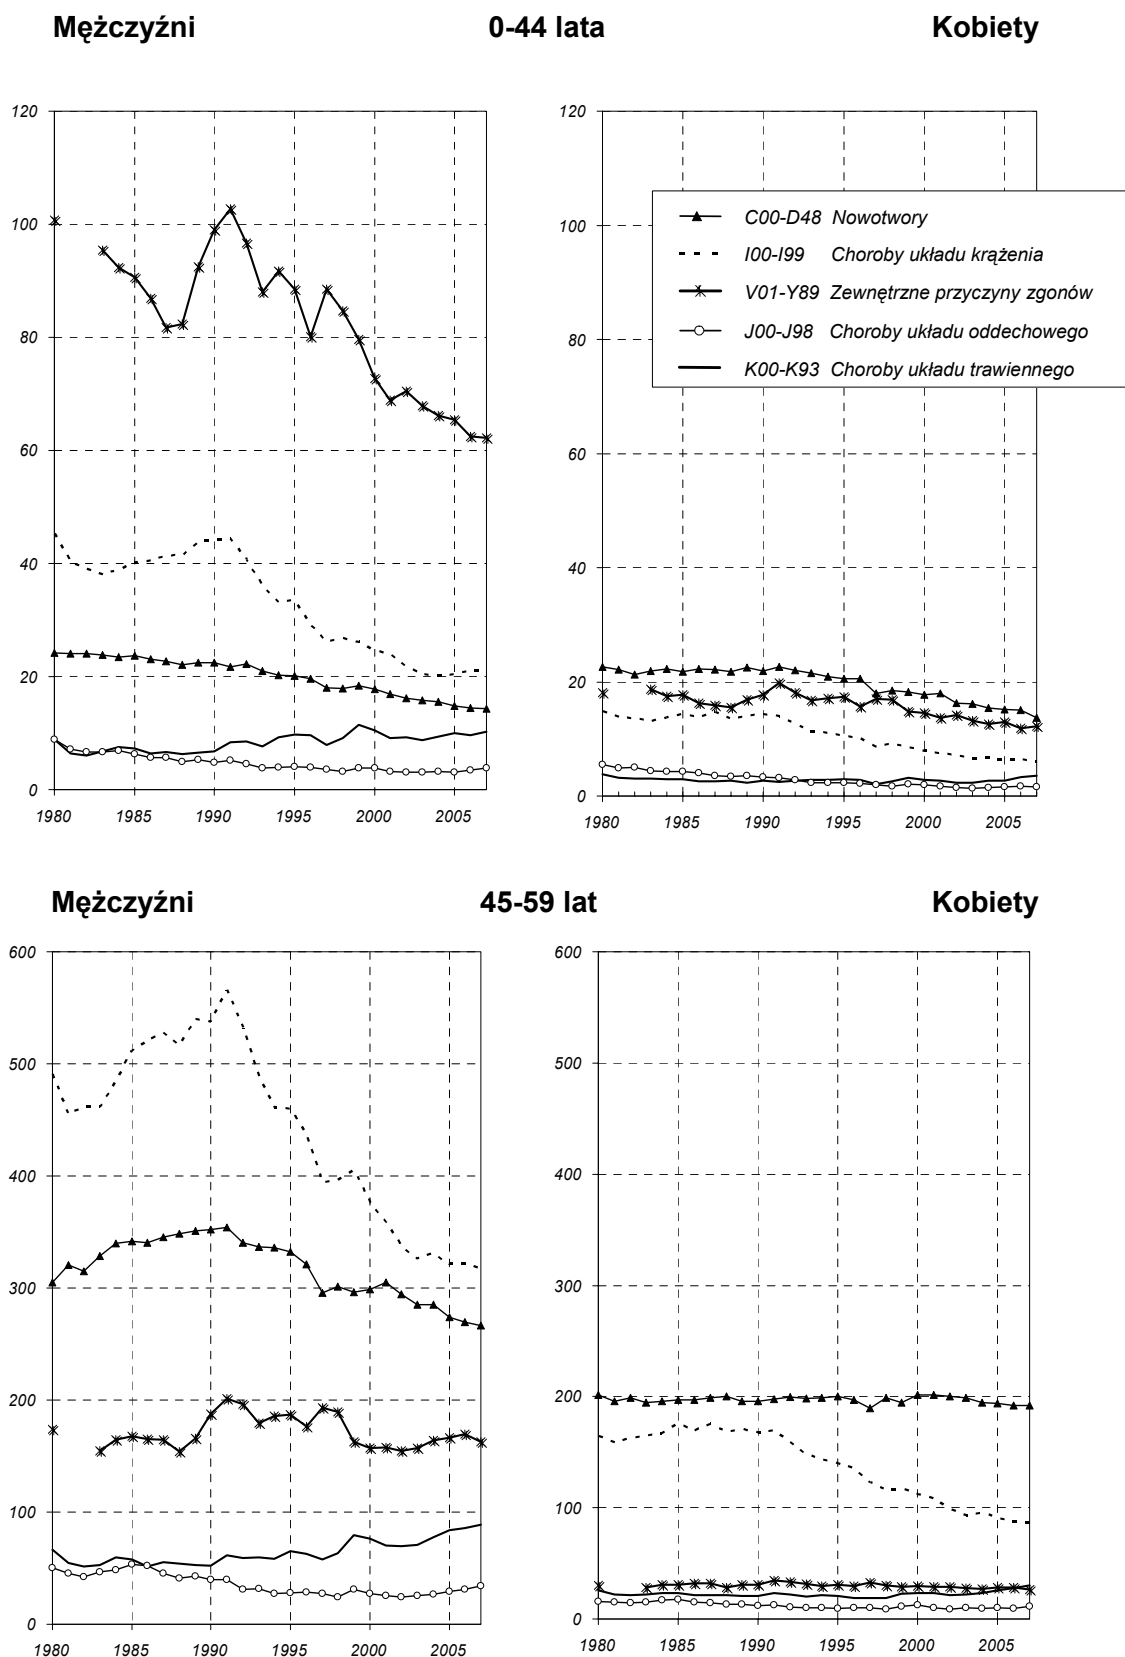 Mężczyźni 0-44 lata Kobiety
120
100
80
60
40
20
0
1980 1985 1990 1995 2000 2005
120
100
80
60
40
20
0
1980 1985 1990 1995 2000 2005
C00-D48 Nowotwory
I00-I99 Choroby układu krążenia
V01-Y89 Zewnętrzne przyczyny zgonów
J00-J98 Choroby układu oddechowego
K00-K93 Choroby układu trawiennego
Mężczyźni 45-59 lat Kobiety
600
500
400
300
200
100
0
1980 1985 1990 1995 2000 2005
600
500
400
300
200
100
0
1980 1985 1990 1995 2000 2005